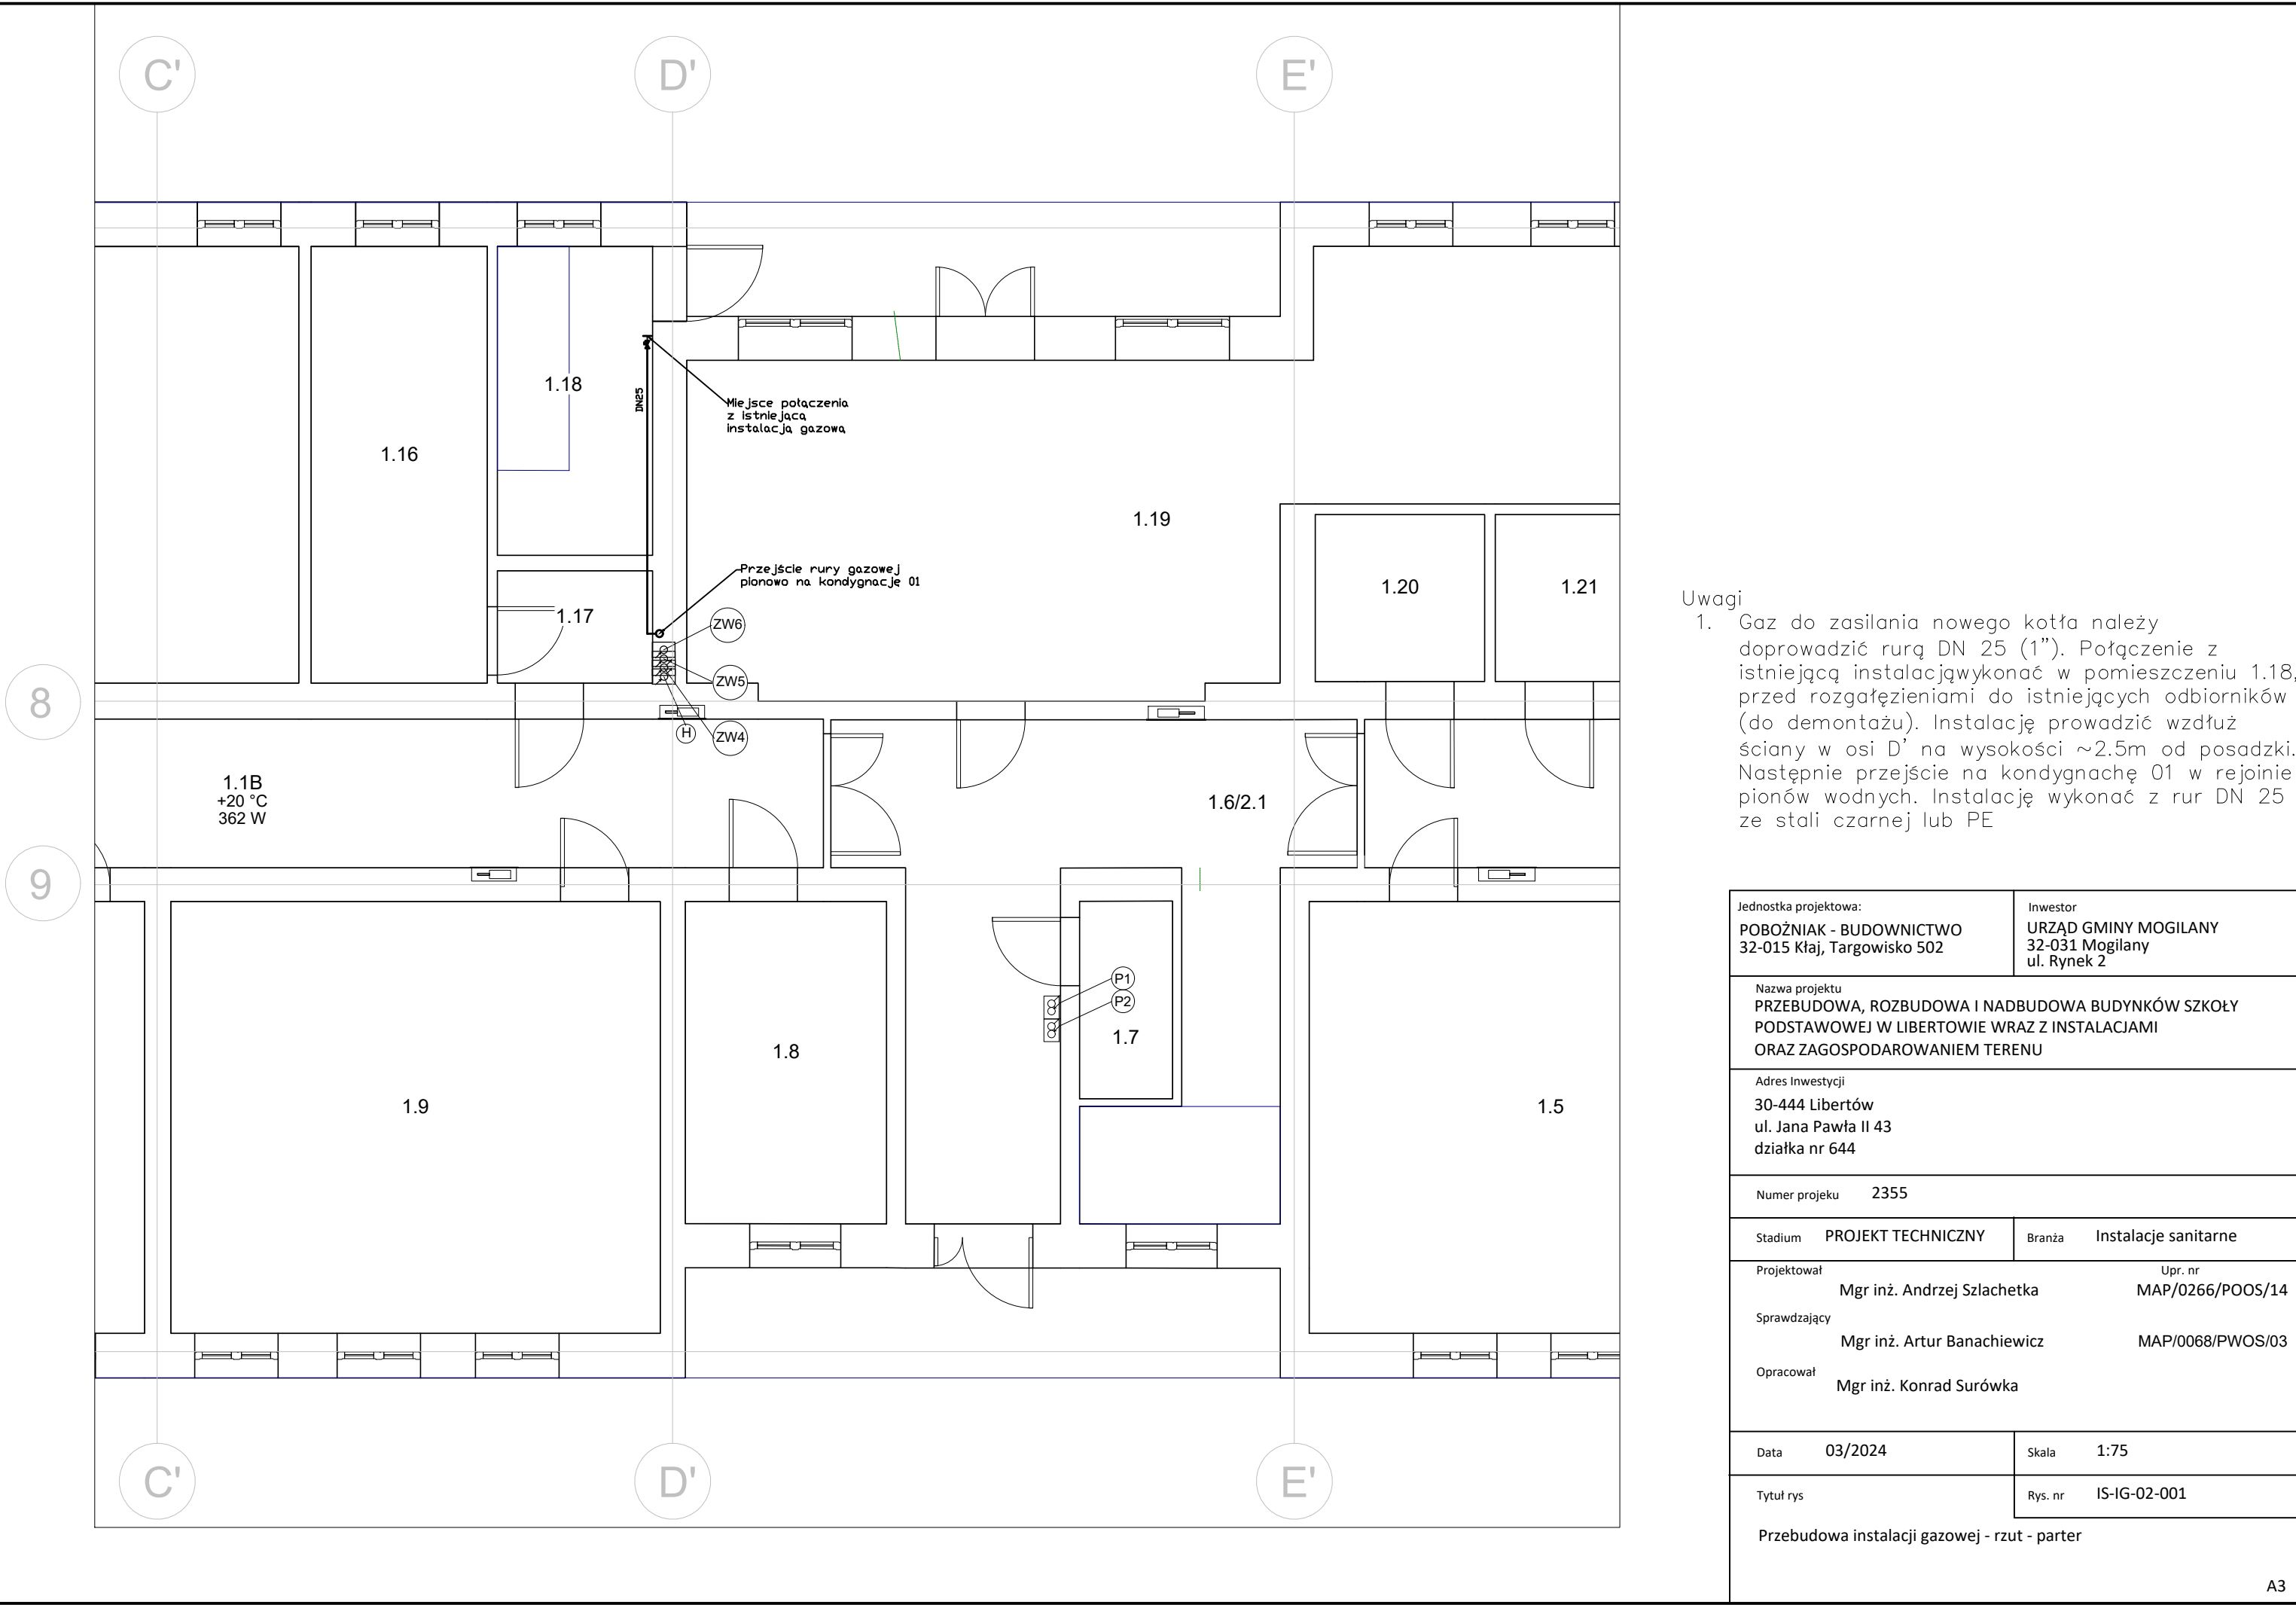 C'
D'
E'
1.18
DN25
Miejsce połączenia
z istniejąca
instalacją gazową
1.16
1.19
Przejście rury gazowej
pionowo na kondygnację 01
1.17
1.20
1.21
ZW6
ZW5
ZW4
H
8
1.1B
+20 °C
362 W
1.6/2.1
9
P1
P2
1.7
1.8
1.9
1.5
C'
D'
E'
Uwagi
1. Gaz do zasilania nowego kotła należy
doprowadzić rurą DN 25 (1”). Połączenie z
istniejącą instalacjąwykonać w pomieszczeniu 1.18,
przed rozgałęzieniami do istniejących odbiorników
(do demontażu). Instalację prowadzić wzdłuż
ściany w osi D’ na wysokości ~2.5m od posadzki.
Następnie przejście na kondygnachę 01 w rejoinie
pionów wodnych. Instalację wykonać z rur DN 25
ze stali czarnej lub PE
Jednostka projektowa:
POBOŻNIAK - BUDOWNICTWO
32-015 Kłaj, Targowisko 502
Inwestor
URZĄD GMINY MOGILANY
32-031 Mogilany
ul. Rynek 2
Nazwa projektu
PRZEBUDOWA, ROZBUDOWA I NADBUDOWA BUDYNKÓW SZKOŁY
PODSTAWOWEJ W LIBERTOWIE WRAZ Z INSTALACJAMI
ORAZ ZAGOSPODAROWANIEM TERENU
Adres Inwestycji
30-444 Libertów
ul. Jana Pawła II 43
działka nr 644
Numer projeku 2355
Stadium PROJEKT TECHNICZNY
Branża Instalacje sanitarne
Projektował Upr. nr
Mgr inż. Andrzej Szlachetka MAP/0266/POOS/14
Sprawdzający
Mgr inż. Artur Banachiewicz MAP/0068/PWOS/03
Opracował
Mgr inż. Konrad Surówka
Data 03/2024
Skala 1:75
Tytuł rys
Rys. nr IS-IG-02-001
Przebudowa instalacji gazowej - rzut - parter
A3